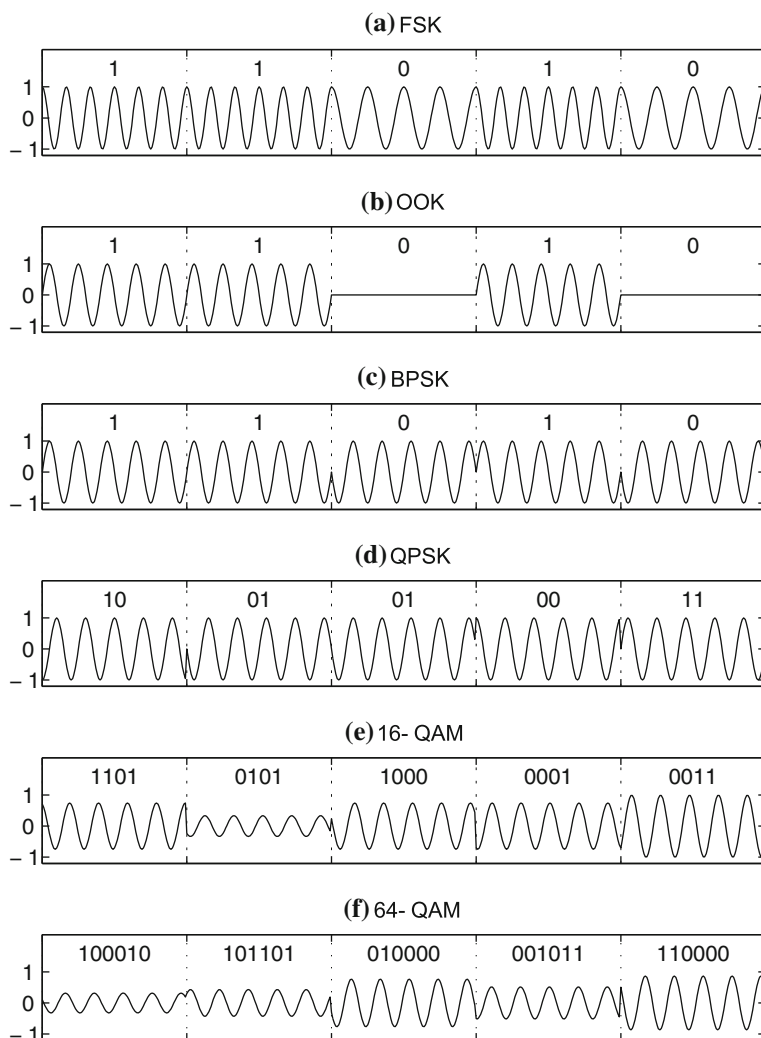 (a) FSK
1 1 0 1 0
1
0
– 1
(b) OOK
1 1 0 1 0
1
0
– 1
(c) BPSK
1 1 0 1 0
1
0
– 1
(d) QPSK
10 01 01 00 11
1
0
– 1
(e) 16- QAM
1101 0101 1000 0001 0011
1
0
– 1
(f) 64- QAM
100010 101101 010000 001011 110000
1
0
– 1